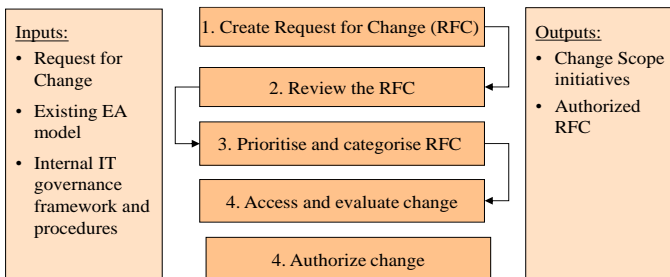 Inputs:
• Request for
Change
• Existing EA
model
• Internal IT
governance
framework and
procedures
1. Create Request for Change (RFC)
2. Review the RFC
3. Prioritise and categorise RFC
4. Access and evaluate change
4. Authorize change
Outputs:
• Change Scope
initiatives
• Authorized
RFC